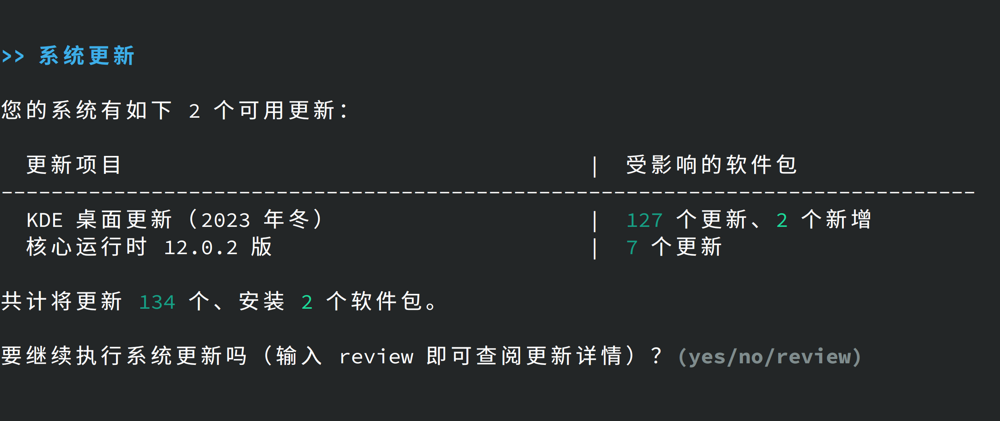 >> 系统更新
您的系统有如下 2 个可用更新：
更新项目 | 受影响的软件包
------------------------------------------------------------------------------
KDE 桌面更新（2023 年冬） | 127 个更新、2 个新增
核心运行时 12.0.2 版 | 7 个更新
共计将更新 134 个、安装 2 个软件包。
要继续执行系统更新吗（输入 review 即可查阅更新详情）？(yes/no/review)